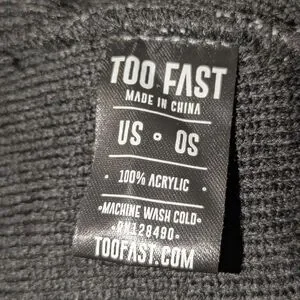 TOO FAST
MADE IN CHINA
US • OS
• 100% ACRYLIC •
•MACHINE WASH COLD•
•RN128490•
TOOFAST.COM